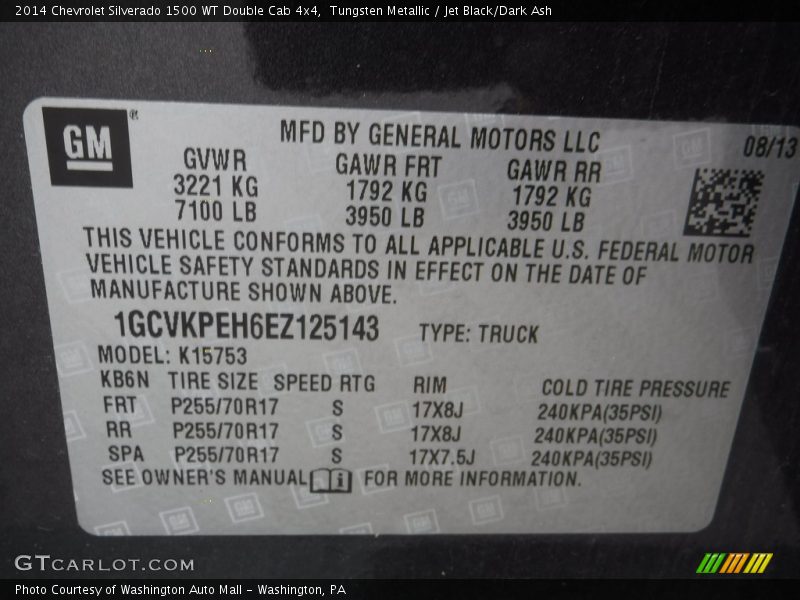 2014 Chevrolet Silverado 1500 WT Double Cab 4x4, Tungsten Metallic / Jet Black/Dark Ash
GM®
MFD BY GENERAL MOTORS LLC 08/13
GVWR GAWR FRT GAWR RR
3221 KG 1792 KG 1792 KG
7100 LB 3950 LB 3950 LB
THIS VEHICLE CONFORMS TO ALL APPLICABLE U.S. FEDERAL MOTOR
VEHICLE SAFETY STANDARDS IN EFFECT ON THE DATE OF
MANUFACTURE SHOWN ABOVE.
1GCVKPEH6EZ125143 TYPE: TRUCK
MODEL: K15753
KB6N TIRE SIZE SPEED RTG RIM COLD TIRE PRESSURE
FRT P255/70R17 S 17X8J 240KPA(35PSI)
RR P255/70R17 S 17X8J 240KPA(35PSI)
SPA P255/70R17 S 17X7.5J 240KPA(35PSI)
SEE OWNER'S MANUAL i FOR MORE INFORMATION.
GTCARLOT.COM
Photo Courtesy of Washington Auto Mall - Washington, PA